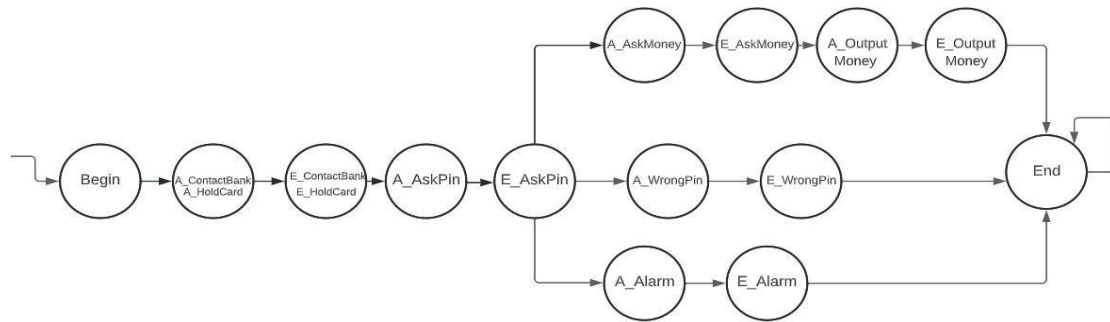 A_AskMoney
E_AskMoney
A_Output
Money
E_Output
Money
Begin
A_ContactBank
A_HoldCard
E_ContactBank
E_HoldCard
A_AskPin
E_AskPin
A_WrongPin
E_WrongPin
End
A_Alarm
E_Alarm